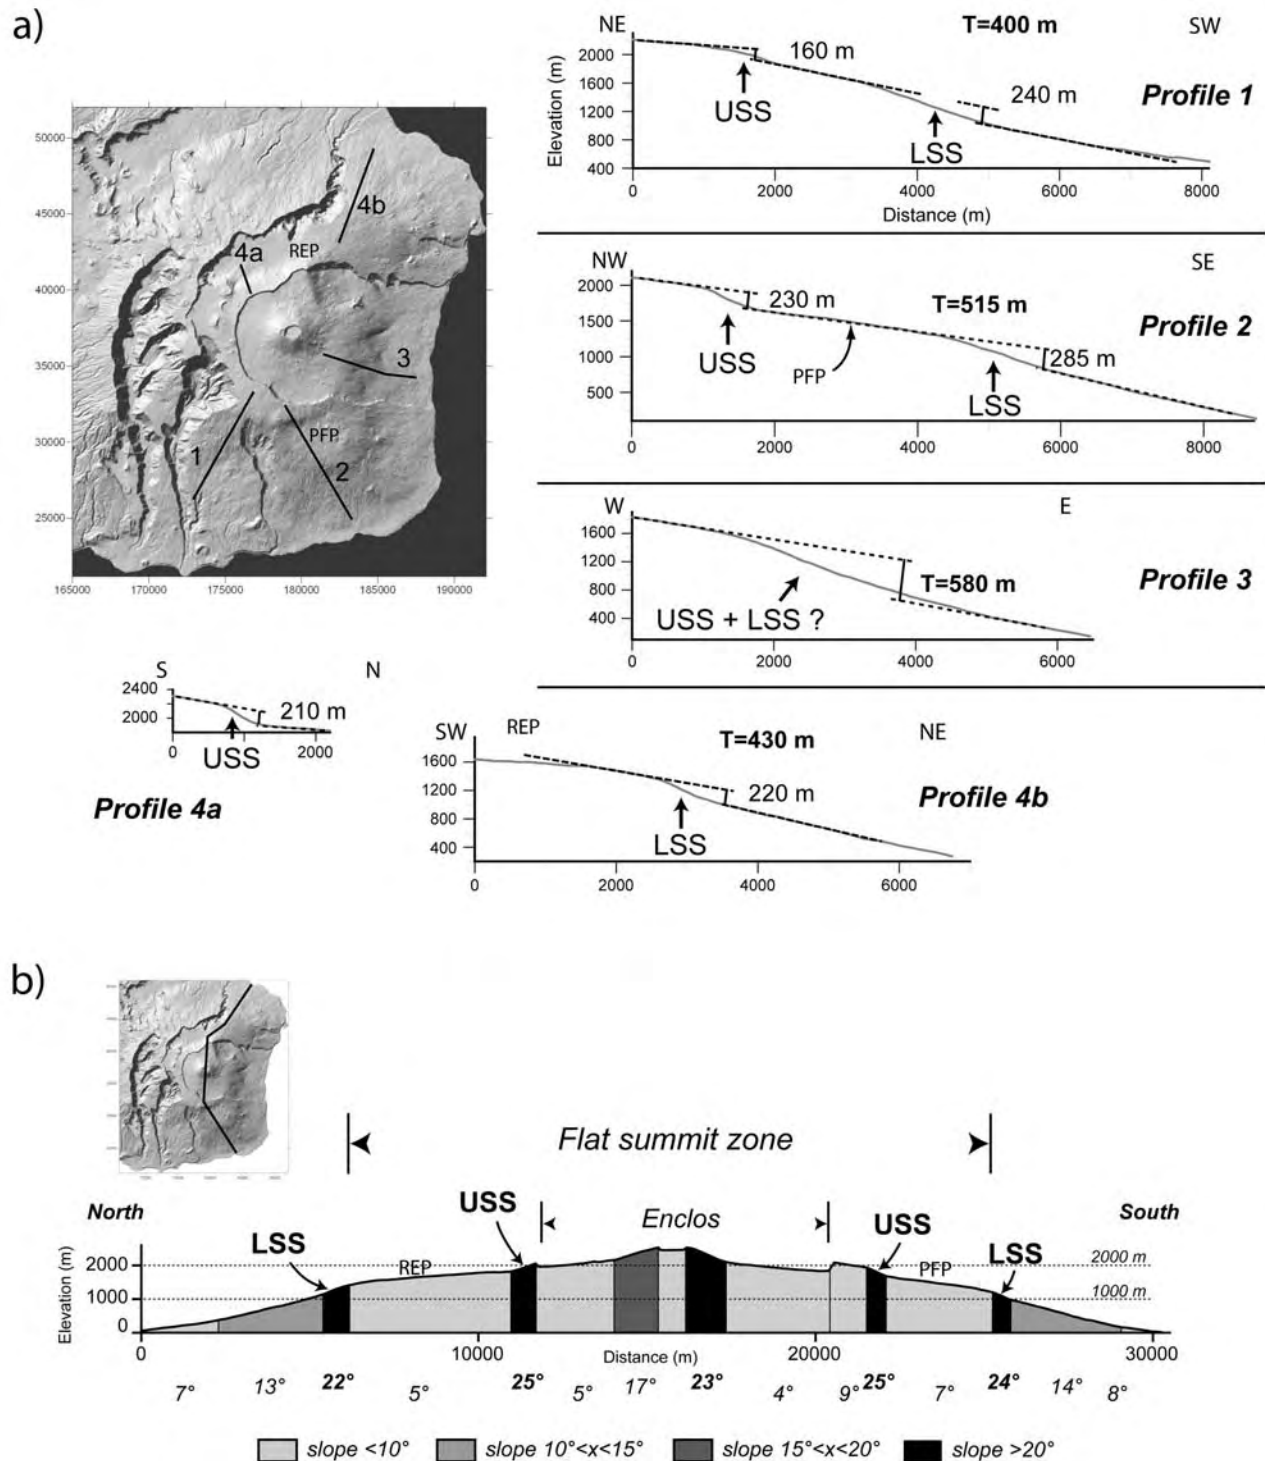 a)
50000
45000
40000
35000
30000
25000
165000 170000 175000 180000 185000 190000
4b
4a
REP
3
PFP
1
2
NE T=400 m SW
Elevation (m)
2000
1600
1200
800
400
160 m
240 m
USS
LSS
Profile 1
0 2000 4000 6000 8000
Distance (m)
NW SE
2000
1500
1000
500
230 m
T=515 m
285 m
USS
PFP
LSS
Profile 2
0 2000 4000 6000 8000
W E
1600
1200
800
400
T=580 m
USS + LSS ?
Profile 3
0 2000 4000 6000
S N
2400
2000
210 m
0 2000
USS
Profile 4a
SW REP T=430 m NE
1600
1200
800
400
220 m
LSS
Profile 4b
0 2000 4000 6000
b)
Flat summit zone
North USS Enclos USS South
LSS LSS
REP PFP
Elevation (m)
2000 2000 m
1000 1000 m
0
0 10000 20000 30000
Distance (m)
7° 13° 22° 5° 25° 5° 17° 23° 4° 9° 25° 7° 24° 14° 8°
slope <10° slope 10°<x<15° slope 15°<x<20° slope >20°